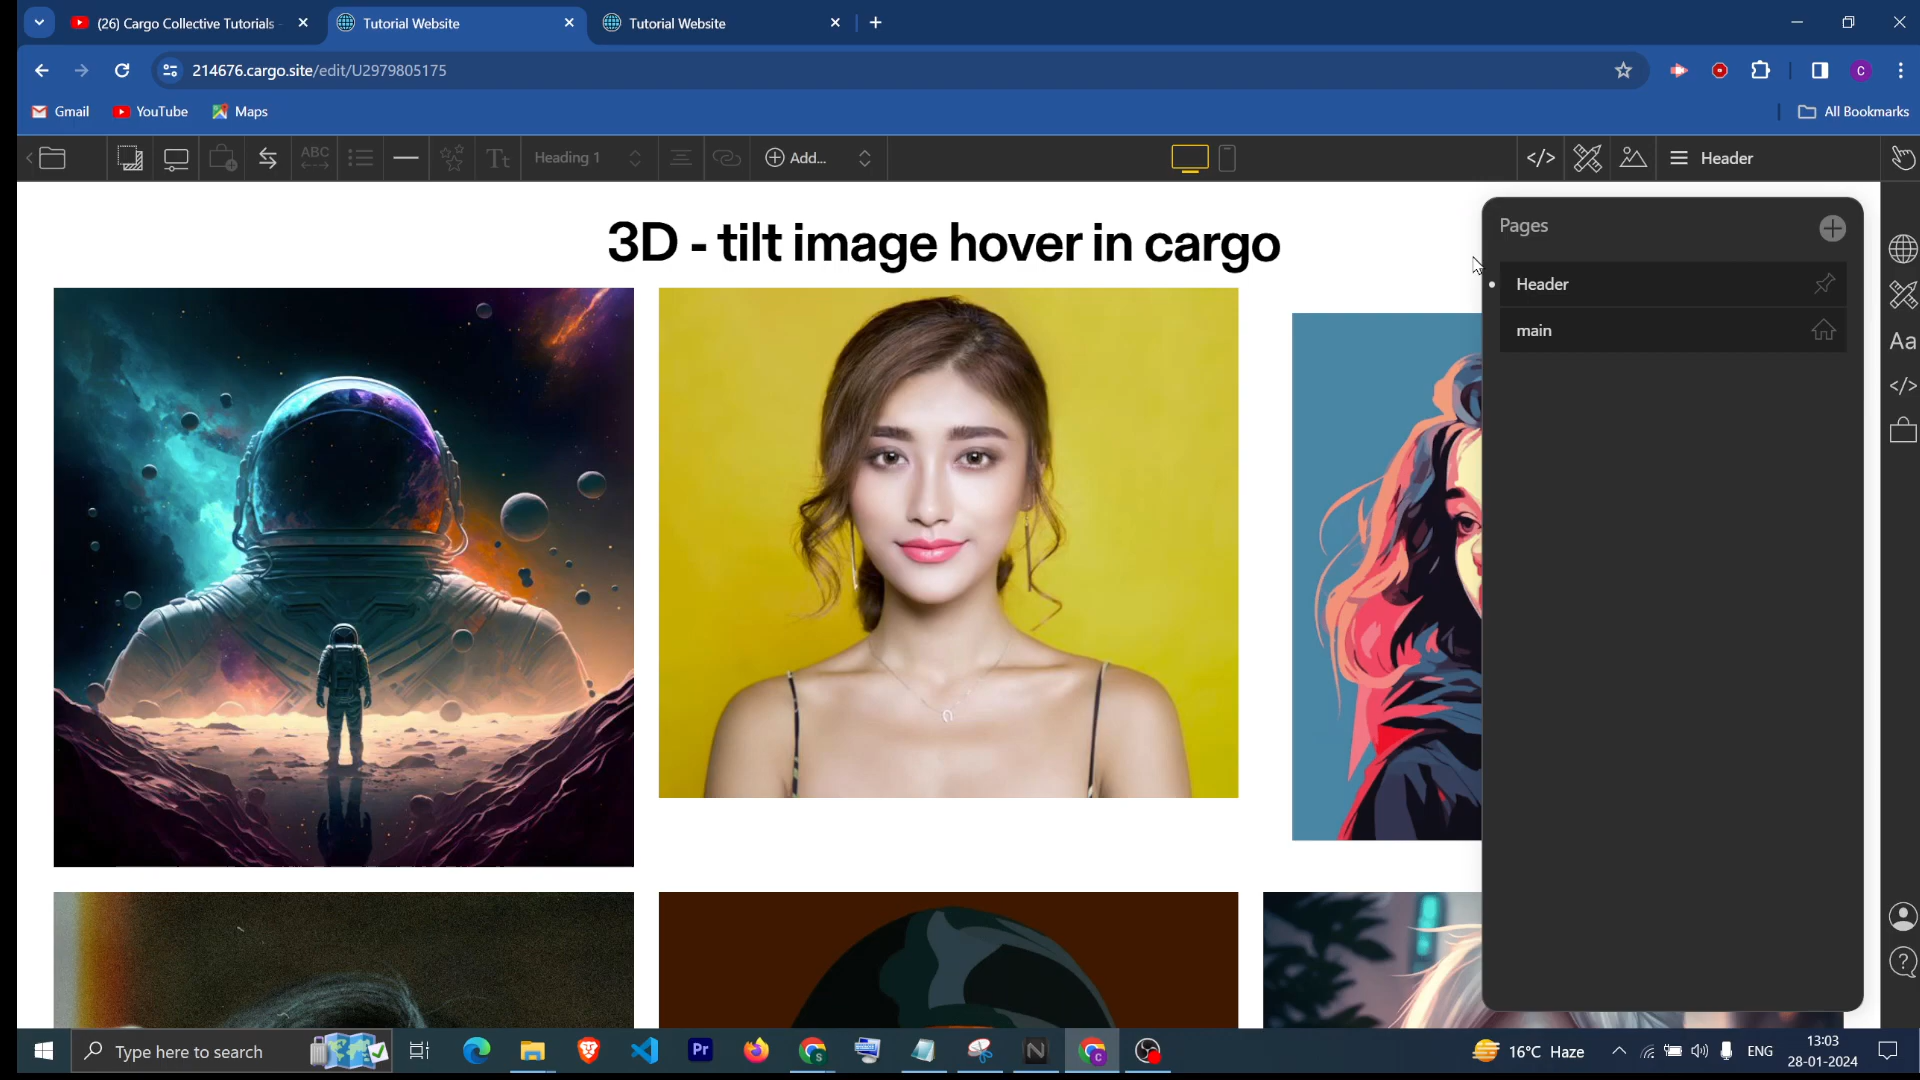 (26) Cargo Collective Tutorials -
Tutorial Website
Tutorial Website
214676.cargo.site/edit/U2979805175
C
Gmail
YouTube
Maps
All Bookmarks
ABC
Tt
Heading 1
Add...
</>
Header
3D - tilt image hover in cargo
Pages
Header
main
Aa
</>
?
Type here to search
Pr
S
N
C
16°C Haze
ENG
13:03
28-01-2024